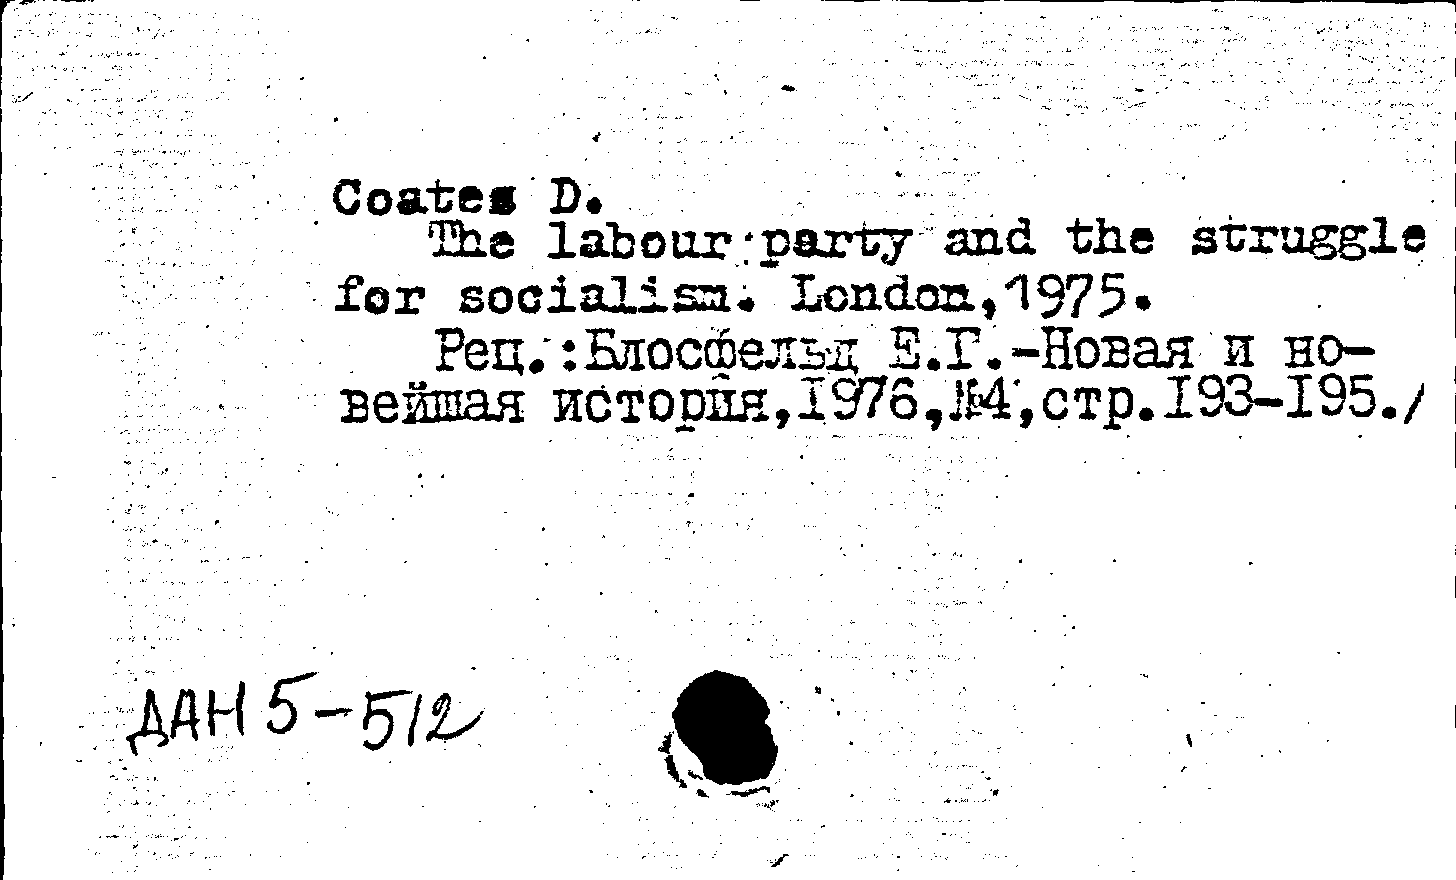 Coates D.
The labour party and the struggle
for socialism. London,1975.
Рец.:Блосфельд Е.Г.-Новая и но-
вейшая история,1976,№4,стр.193-195./
ДАН 5-512